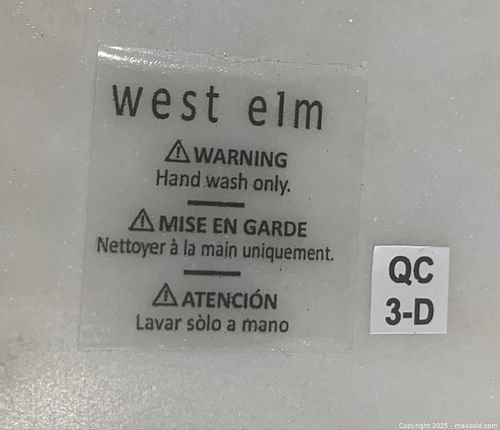 west elm
⚠ WARNING
Hand wash only.
⚠ MISE EN GARDE
Nettoyer à la main uniquement.
⚠ ATENCIÓN
Lavar sòlo a mano
QC
3-D
Copyright 2025 - maxsold.com